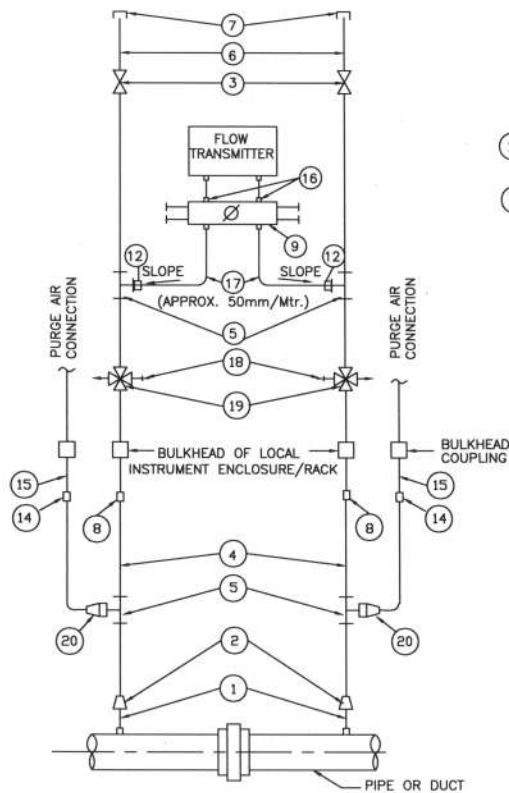 7
6
3
FLOW
TRANSMITTER
16
9
12
SLOPE
SLOPE
12
17
(APPROX. 50mm/Mtr.)
5
PURGE AIR
CONNECTION
PURGE AIR
CONNECTION
18
19
BULKHEAD OF LOCAL
INSTRUMENT ENCLOSURE/RACK
BULKHEAD
COUPLING
15
15
14
8
8
14
4
5
20
20
2
1
PIPE OR DUCT